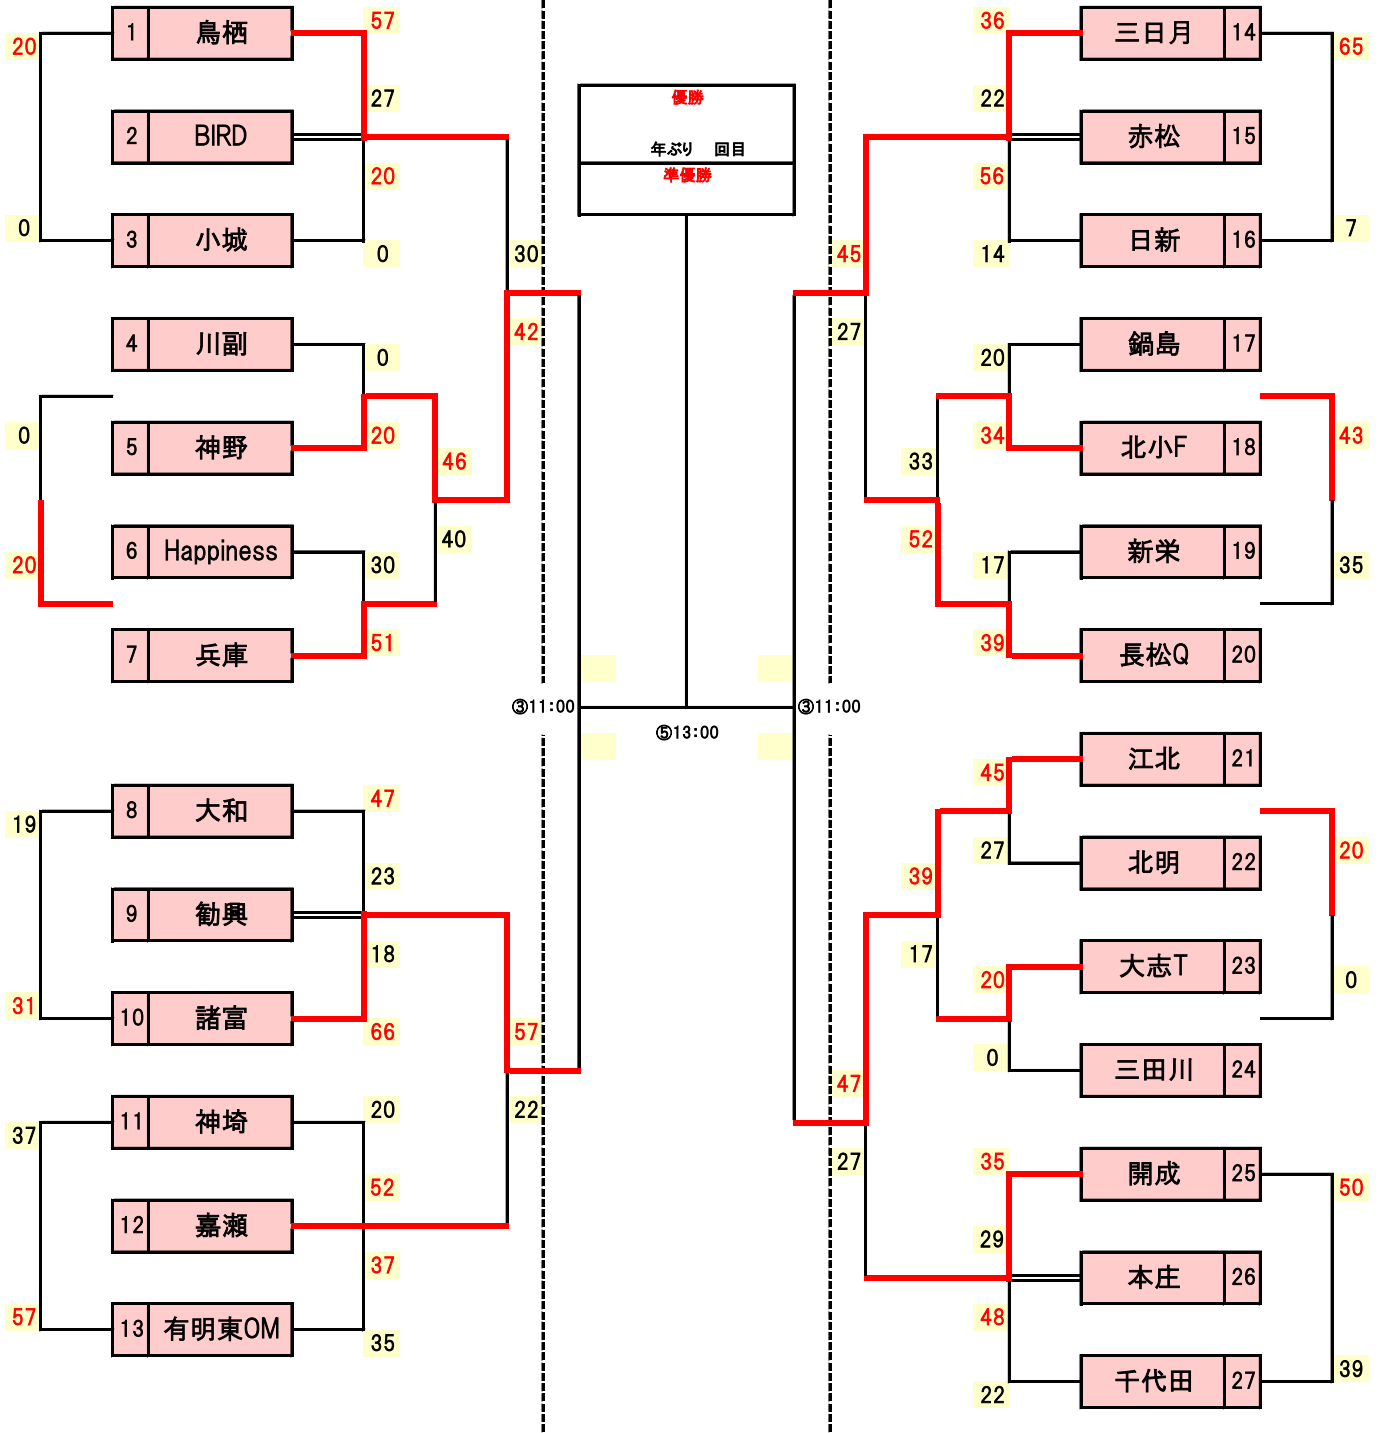 優勝
年ぶり 回目
準優勝
③11:00
③11:00
⑤13:00
1 鳥栖
2 BIRD
3 小城
4 川副
5 神野
6 Happiness
7 兵庫
8 大和
9 勧興
10 諸富
11 神埼
12 嘉瀬
13 有明東OM
20
0
0
20
19
31
37
57
57
27
20
0
0
20
30
51
47
23
18
66
20
52
37
35
46
40
30
42
57
22
三日月 14
赤松 15
日新 16
鍋島 17
北小F 18
新栄 19
長松Q 20
江北 21
北明 22
大志T 23
三田川 24
開成 25
本庄 26
千代田 27
36
22
56
14
20
34
17
39
45
27
20
0
35
29
48
22
33
52
39
17
45
27
47
27
65
7
43
35
20
0
50
39